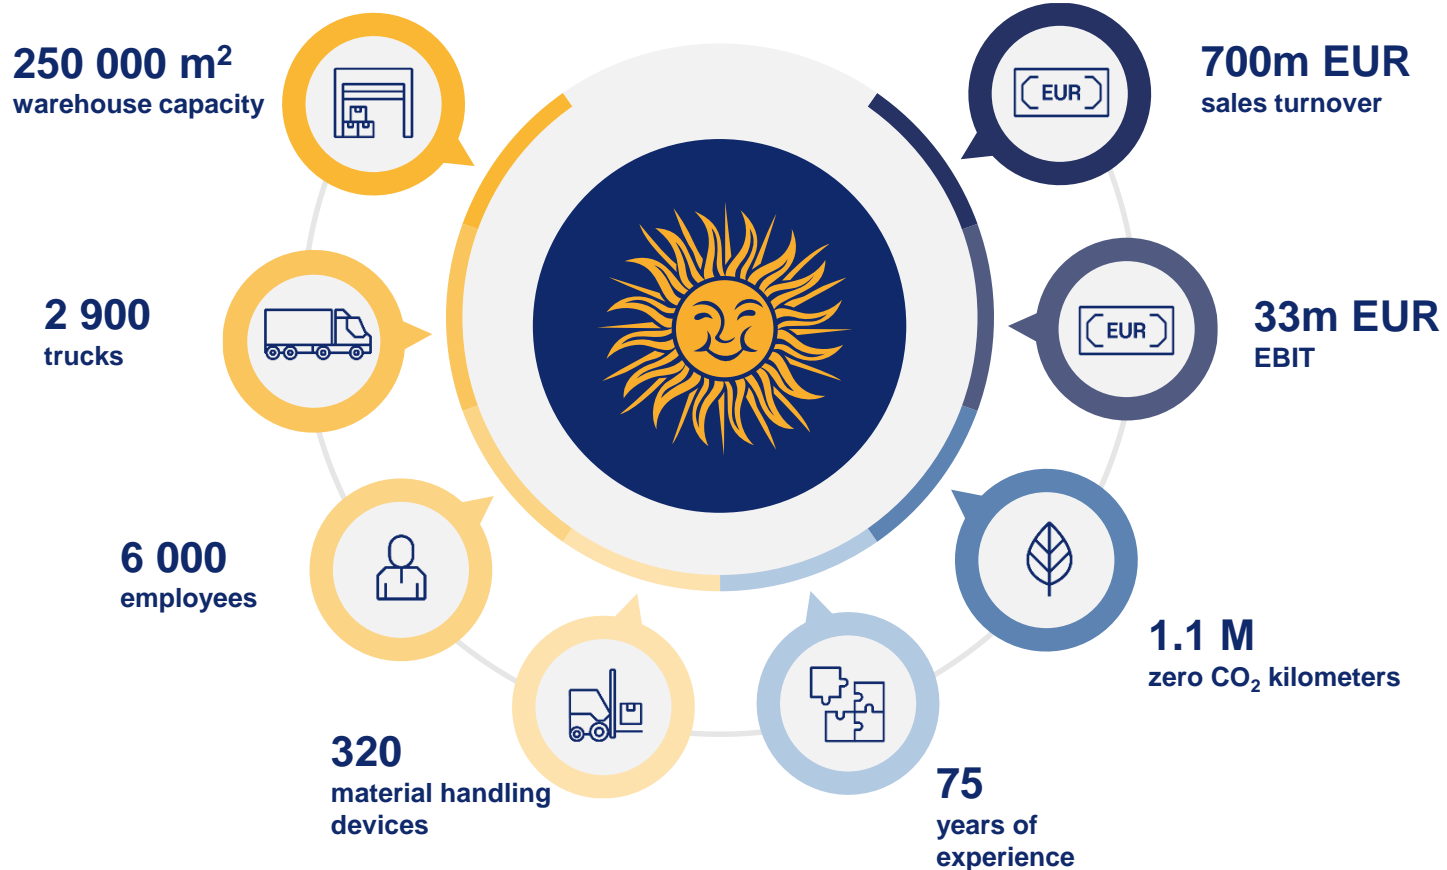 250 000 m²
warehouse capacity
2 900
trucks
6 000
employees
320
material handling
devices
75
years of
experience
1.1 M
zero CO₂ kilometers
EUR
33m EUR
EBIT
EUR
700m EUR
sales turnover